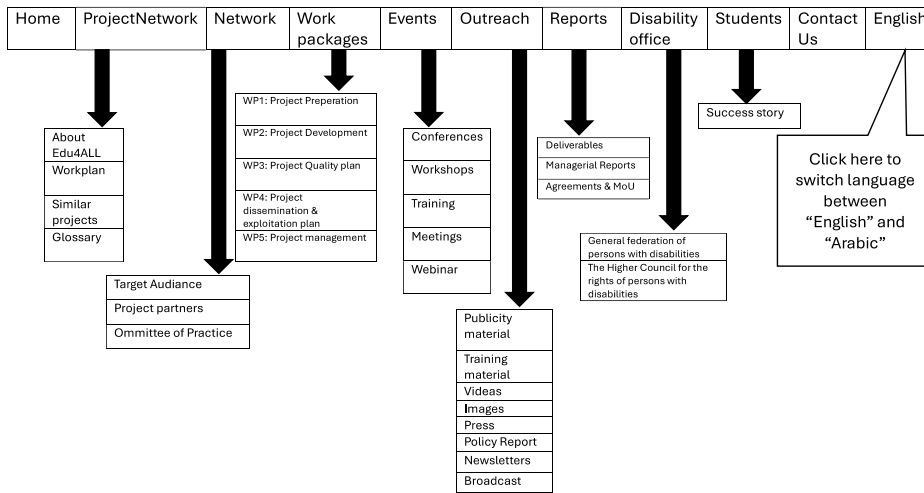 Home
ProjectNetwork
Network
Work
packages
Events
Outreach
Reports
Disability
office
Students
Contact
Us
English
About
Edu4ALL
Workplan
Similar
projects
Glossary
Target Audiance
Project partners
Ommittee of Practice
WP1: Project Preperation
WP2: Project Development
WP3: Project Quality plan
WP4: Project
dissemination &
exploitation plan
WP5: Project management
Conferences
Workshops
Training
Meetings
Webinar
Publicity
material
Training
material
Videas
Images
Press
Policy Report
Newsletters
Broadcast
Deliverables
Managerial Reports
Agreements & MoU
General federation of
persons with disabilities
The Higher Council for the
rights of persons with
disabilities
Success story
Click here to
switch language
between
“English” and
“Arabic”